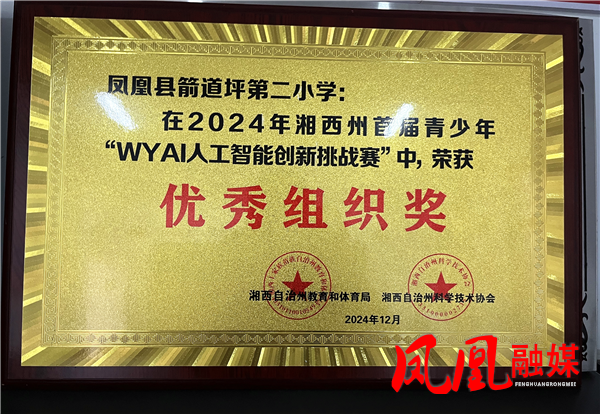 凤凰县箭道坪第二小学：
在2024年湘西州首届青少年
“WYAI人工智能创新挑战赛”中，荣获
优秀组织奖
湘西自治州教育和体育局 湘西自治州科学技术协会
2024年12月
凤凰融媒
FENGHUANGRONGMEI